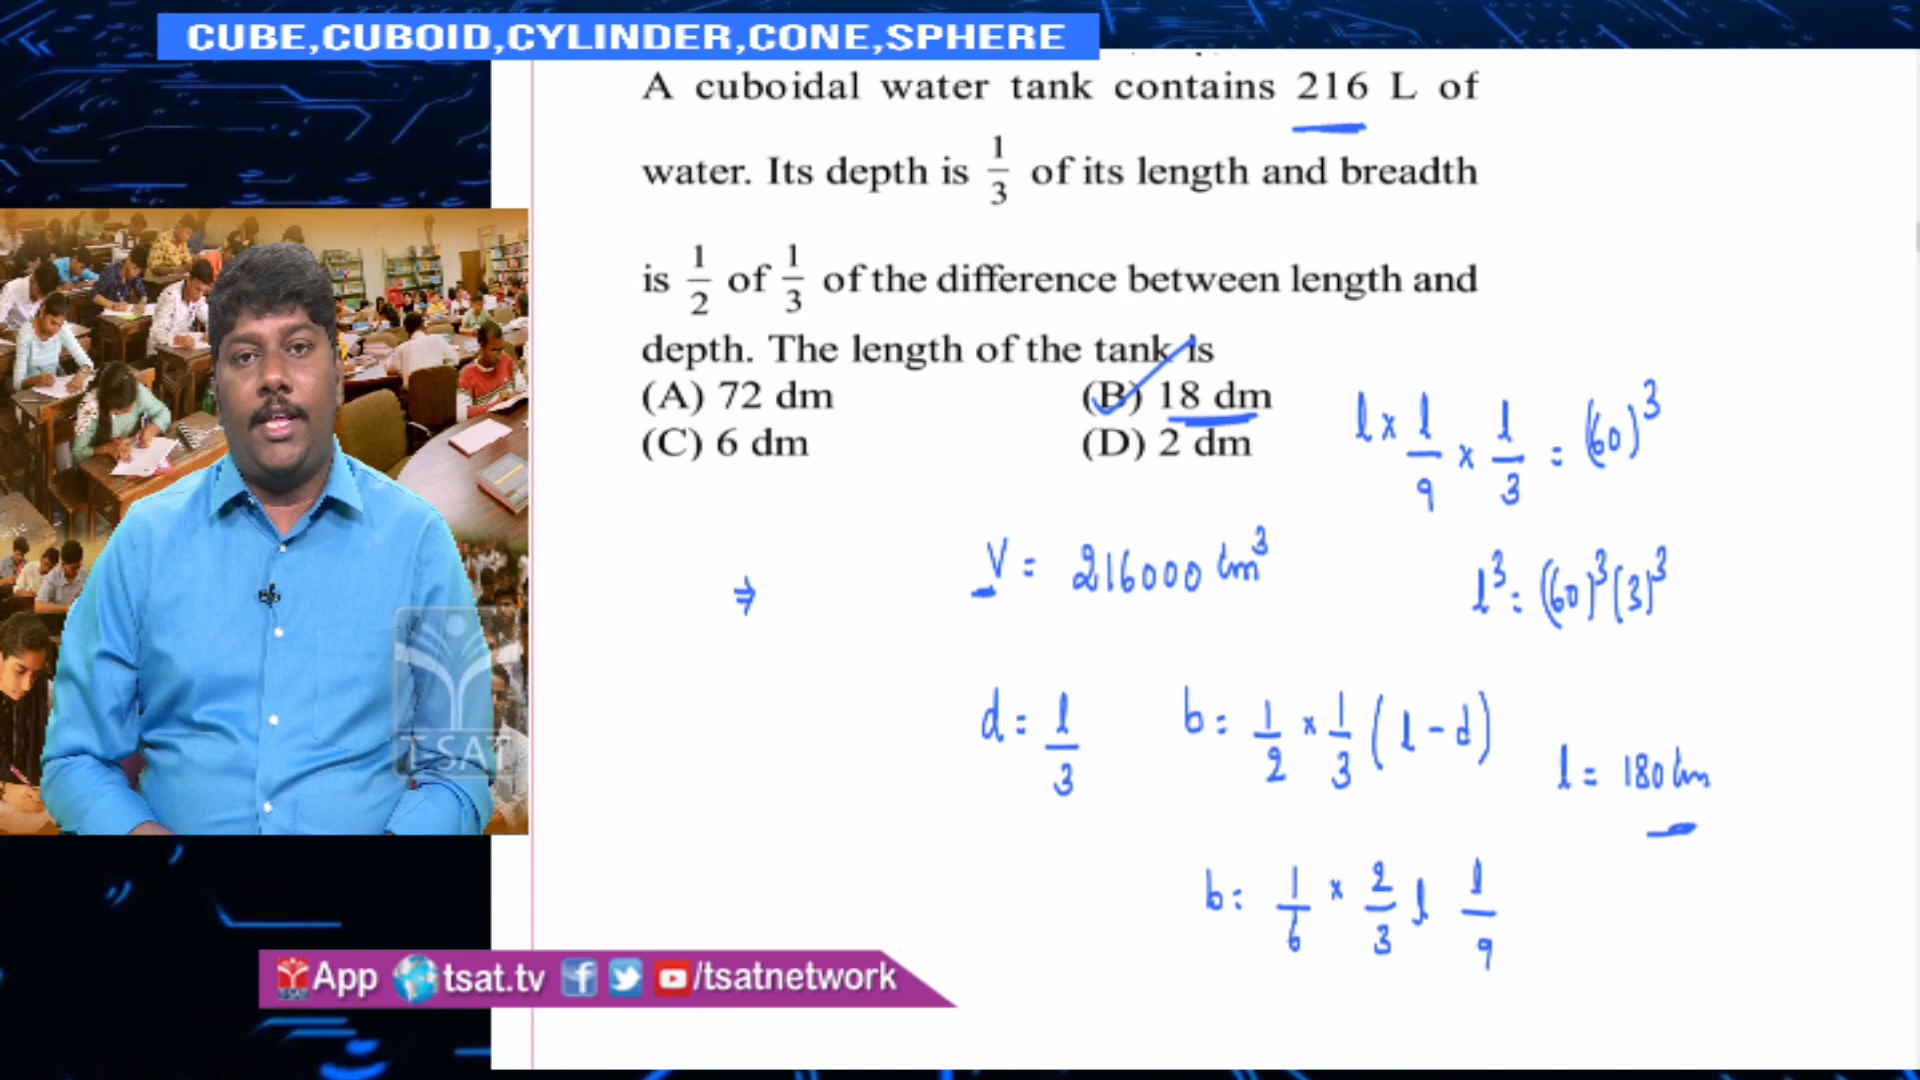 CUBE,CUBOID,CYLINDER,CONE,SPHERE
A cuboidal water tank contains 216 L of
water. Its depth is 1/3 of its length and breadth
is 1/2 of 1/3 of the difference between length and
depth. The length of the tank is
(A) 72 dm (B) 18 dm
(C) 6 dm (D) 2 dm
l × l/9 × l/3 = (60)³
⇒ V = 216000 cm³
l³ = (60)³(3)³
d = l/3 b = 1/2 × 1/3 (l - d)
l = 180 cm
b = 1/6 × 2/3 l l/9
T-SAT
T-SAT App tsat.tv /tsatnetwork